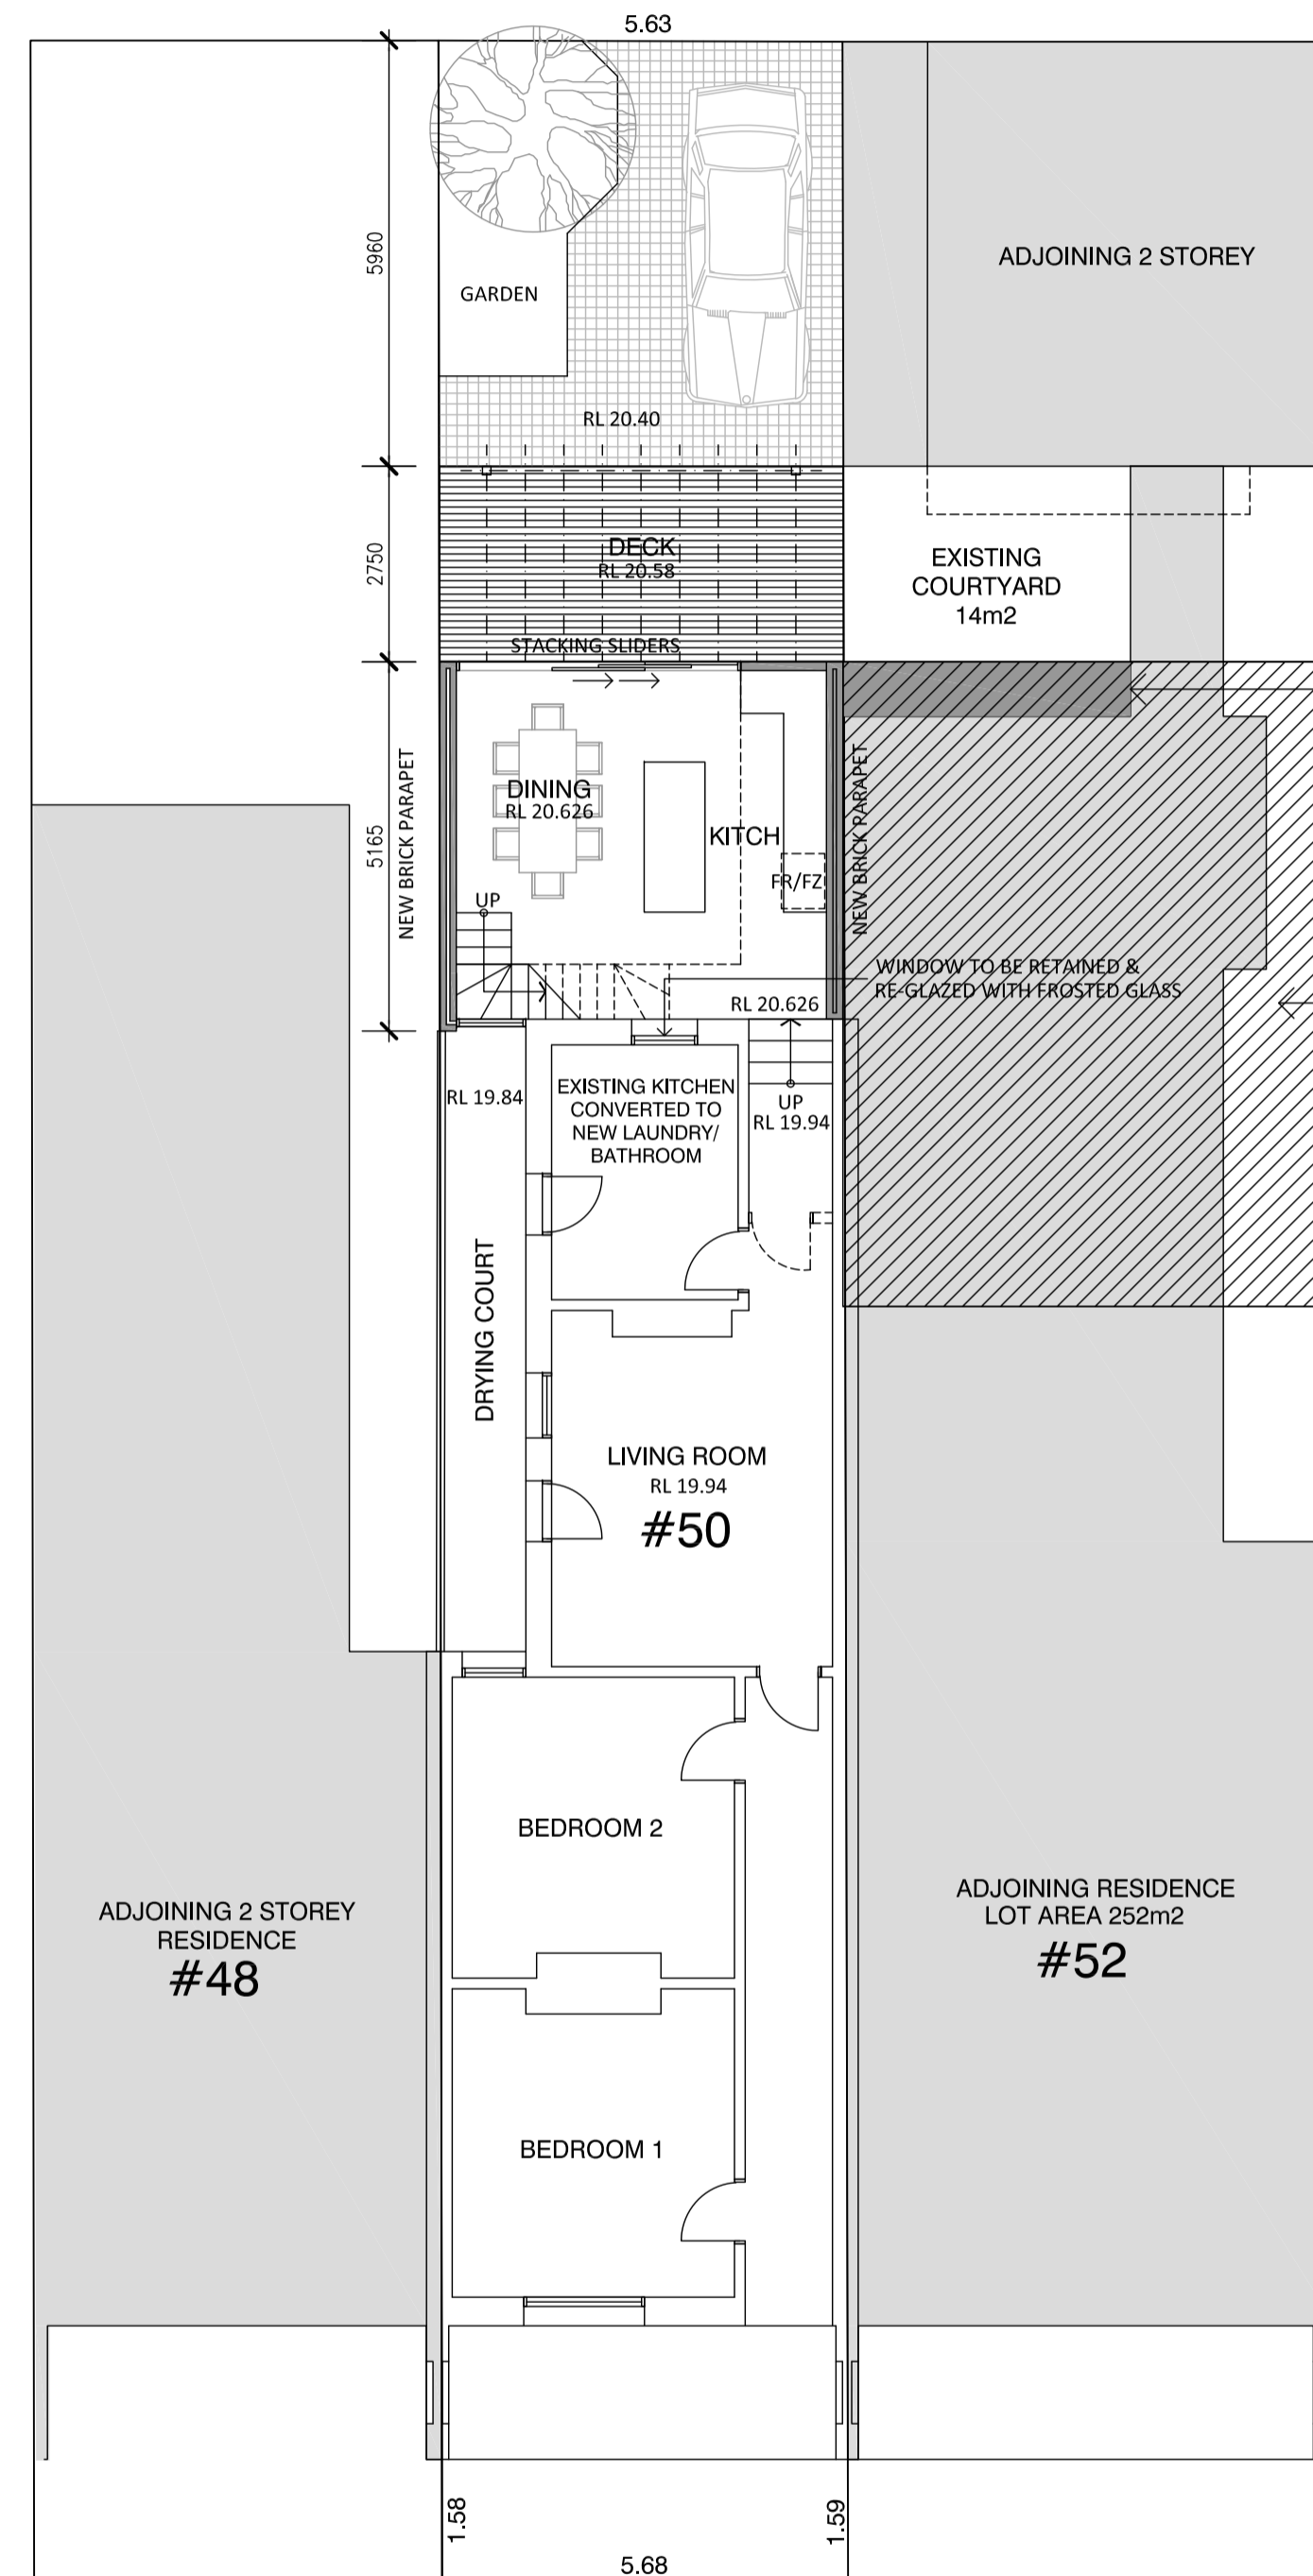 5.63
ADJOINING 2 STOREY
5960
GARDEN
RL 20.40
2750
DECK
RL 20.58
EXISTING
COURTYARD
14m2
STACKING SLIDERS
5165
NEW BRICK PARAPET
DINING
RL 20.626
KITCH
FR/FZ
NEW BRICK PARAPET
UP
WINDOW TO BE RETAINED &
RE-GLAZED WITH FROSTED GLASS
RL 20.626
RL 19.84
EXISTING KITCHEN
CONVERTED TO
NEW LAUNDRY/
BATHROOM
UP
RL 19.94
DRYING COURT
LIVING ROOM
RL 19.94
#50
BEDROOM 2
ADJOINING 2 STOREY
RESIDENCE
#48
ADJOINING RESIDENCE
LOT AREA 252m2
#52
BEDROOM 1
1.58
1.59
5.68